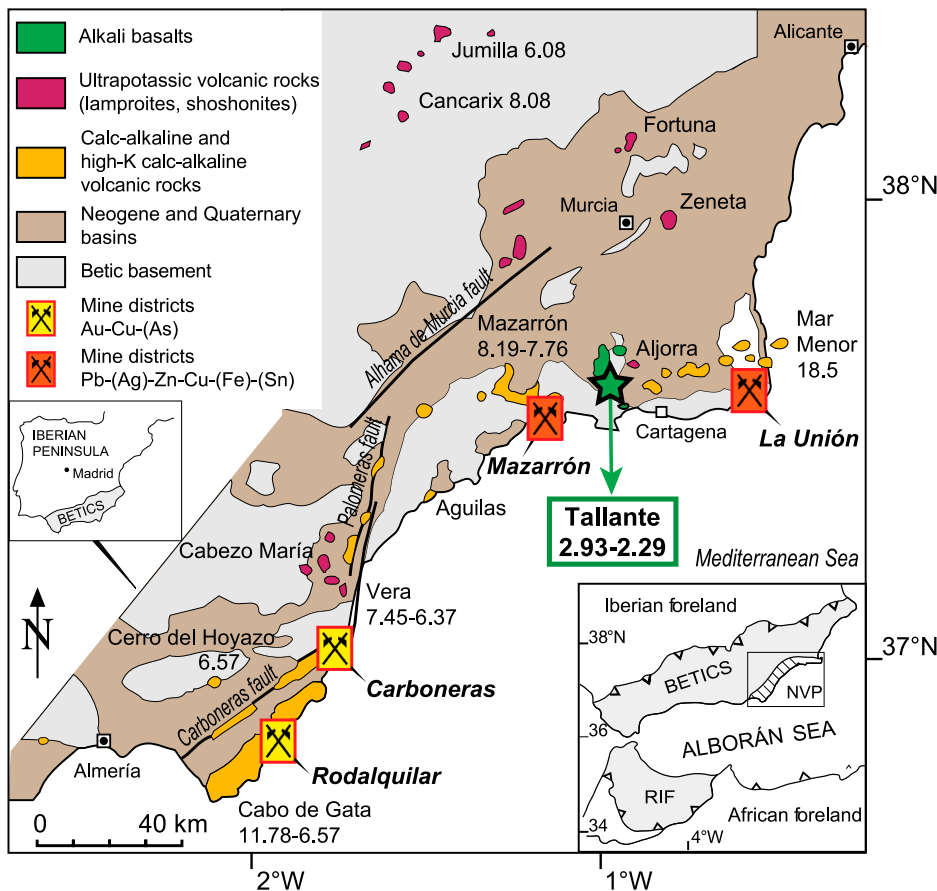 Alkali basalts
Ultrapotassic volcanic rocks
(lamproites, shoshonites)
Calc-alkaline and
high-K calc-alkaline
volcanic rocks
Neogene and Quaternary
basins
Betic basement
Mine districts
Au-Cu-(As)
Mine districts
Pb-(Ag)-Zn-Cu-(Fe)-(Sn)
Jumilla 6.08
Cancarix 8.08
Alicante
Fortuna
38°N
Murcia
Zeneta
Alhama de Murcia fault
Mazarrón
8.19-7.76
Aljorra
Mar
Menor
18.5
La Unión
Cartagena
Mazarrón
IBERIAN
PENINSULA
Madrid
BETICS
Palomeras fault
Aguilas
Tallante
2.93-2.29
Mediterranean Sea
Cabezo María
Vera
7.45-6.37
N
Cerro del Hoyazo
6.57
Carboneras fault
Carboneras
37°N
Almería
Rodalquilar
Cabo de Gata
11.78-6.57
0 40 km
Iberian foreland
38°N
BETICS
NVP
36
ALBORÁN SEA
RIF
African foreland
34
4°W
2°W
1°W